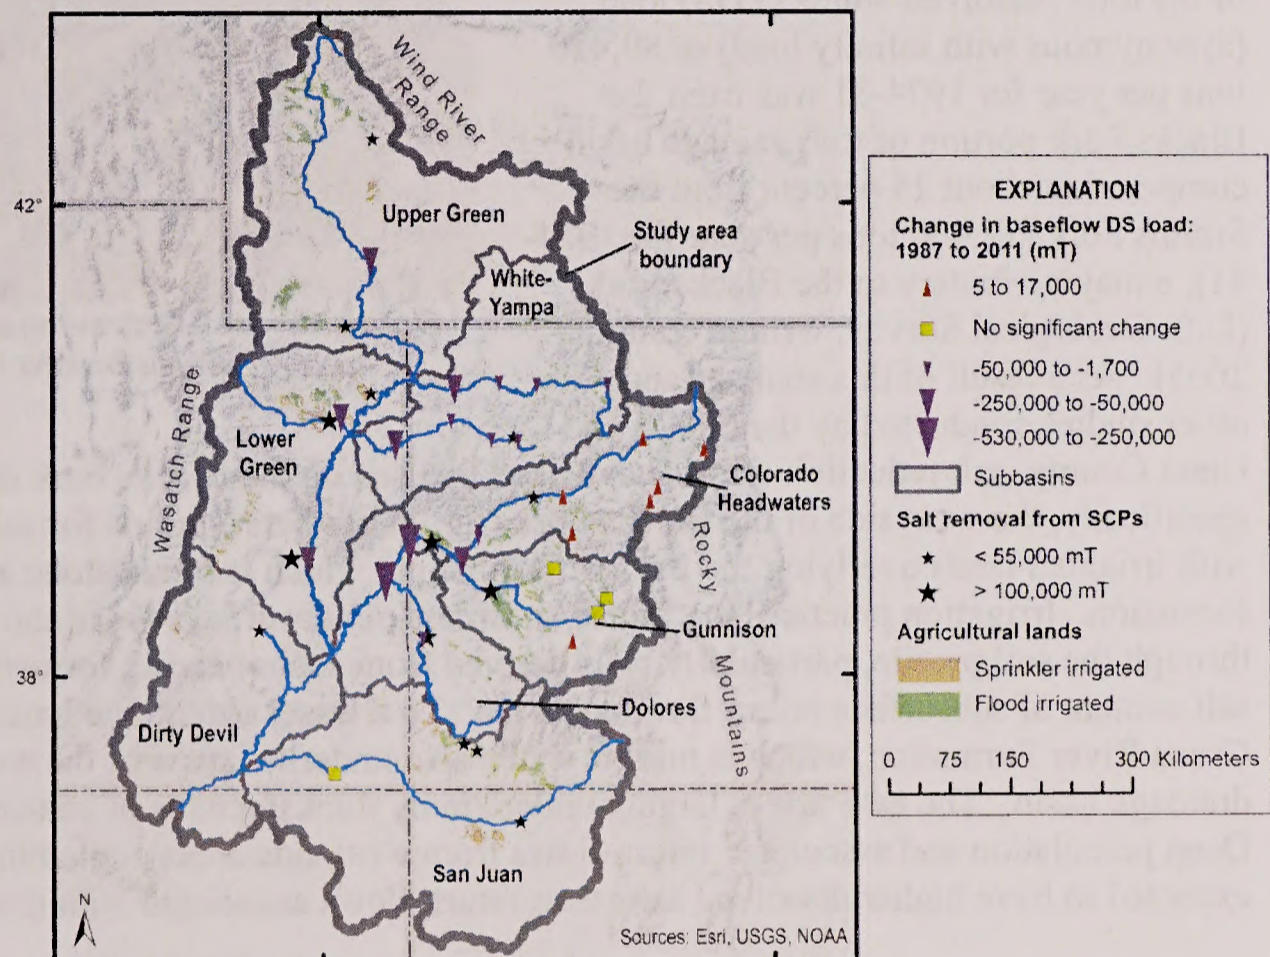 Wind River
Range
42°
Upper Green
Study area
boundary
White-
Yampa
Wasatch Range
Lower
Green
Colorado
Headwaters
Rocky
Mountains
Gunnison
38°
Dolores
Dirty Devil
San Juan
N
Sources: Esri, USGS, NOAA
EXPLANATION
Change in baseflow DS load:
1987 to 2011 (mT)
5 to 17,000
No significant change
-50,000 to -1,700
-250,000 to -50,000
-530,000 to -250,000
Subbasins
Salt removal from SCPs
< 55,000 mT
> 100,000 mT
Agricultural lands
Sprinkler irrigated
Flood irrigated
0 75 150 300 Kilometers